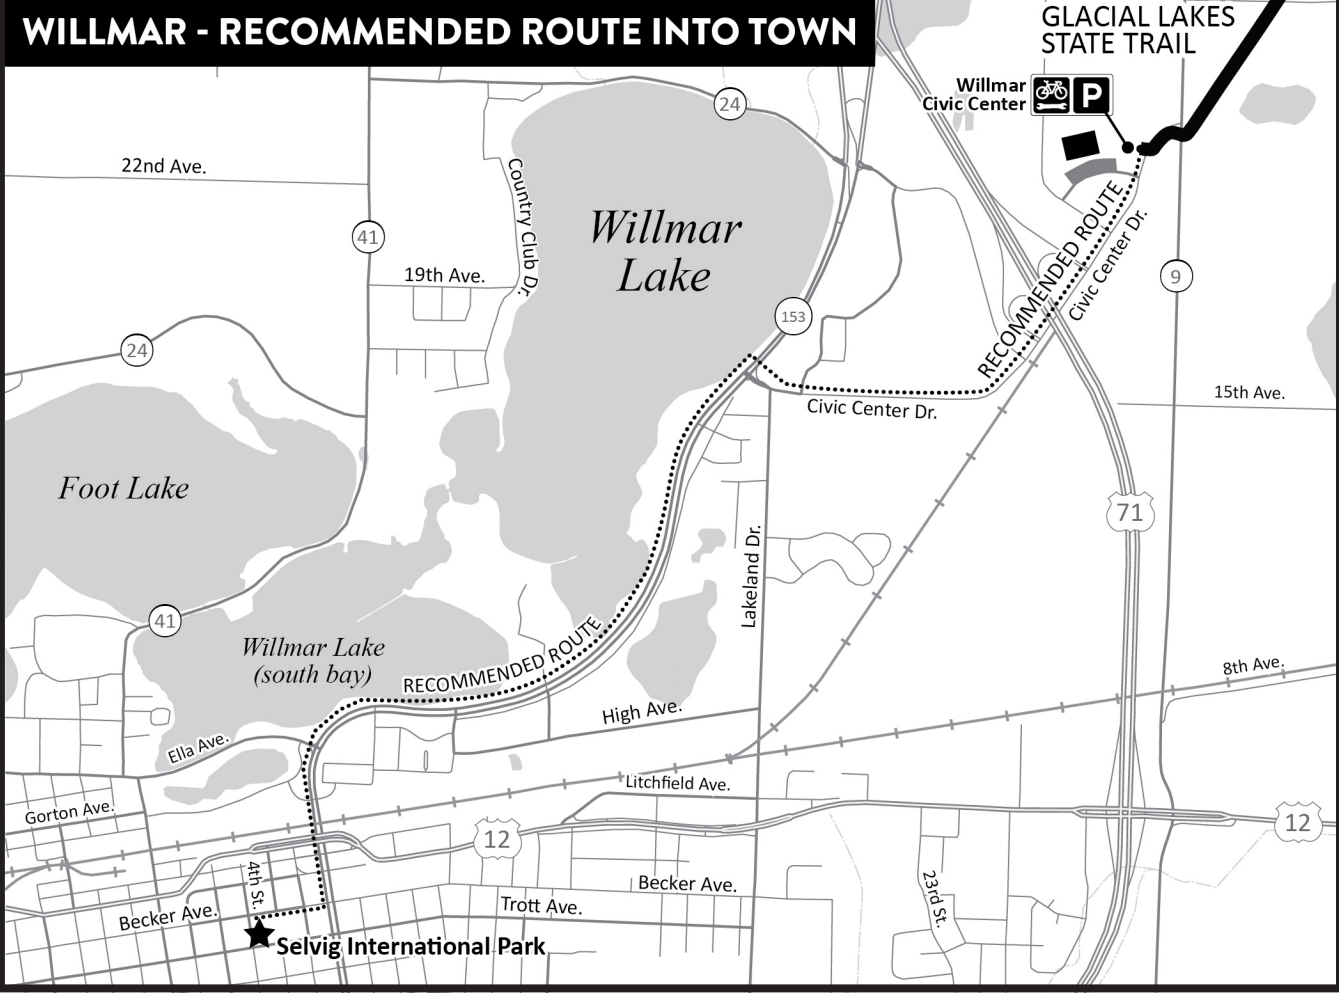 WILLMAR - RECOMMENDED ROUTE INTO TOWN
GLACIAL LAKES
STATE TRAIL
Willmar
Civic Center
P
24
22nd Ave.
Country Club Dr.
Willmar
Lake
41
19th Ave.
RECOMMENDED ROUTE
Civic Center Dr.
9
153
24
15th Ave.
Civic Center Dr.
Foot Lake
71
Lakeland Dr.
41
Willmar Lake
(south bay)
RECOMMENDED ROUTE
8th Ave.
High Ave.
Ella Ave.
Litchfield Ave.
Gorton Ave.
12
12
4th St.
Becker Ave.
23rd St.
Becker Ave.
Trott Ave.
Selvig International Park